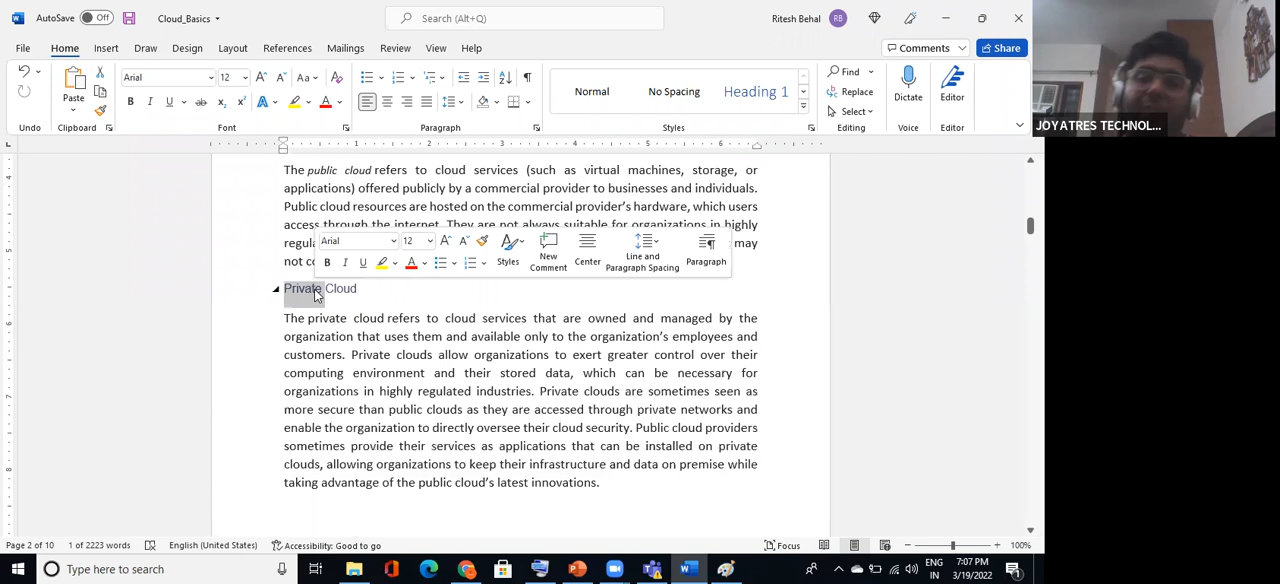 AutoSave Off Cloud_Basics Search (Alt+Q) Ritesh Behal RB
File Home Insert Draw Design Layout References Mailings Review View Help Comments Share
Paste Arial 12 Aa Normal No Spacing Heading 1 Find Replace Select Dictate Editor
Undo Clipboard Font Paragraph Styles Editing Voice Editor
JOYATRES TECHNOL...
The public cloud refers to cloud services (such as virtual machines, storage, or
applications) offered publicly by a commercial provider to businesses and individuals.
Public cloud resources are hosted on the commercial provider's hardware, which users
access through the internet. They are not always suitable for organizations in highly
regula may
not co
Arial 12 Styles New Comment Center Line and Paragraph Spacing Paragraph
Private Cloud
The private cloud refers to cloud services that are owned and managed by the
organization that uses them and available only to the organization's employees and
customers. Private clouds allow organizations to exert greater control over their
computing environment and their stored data, which can be necessary for
organizations in highly regulated industries. Private clouds are sometimes seen as
more secure than public clouds as they are accessed through private networks and
enable the organization to directly oversee their cloud security. Public cloud providers
sometimes provide their services as applications that can be installed on private
clouds, allowing organizations to keep their infrastructure and data on premise while
taking advantage of the public cloud's latest innovations.
Page 2 of 10 1 of 2223 words English (United States) Accessibility: Good to go Focus 100%
Type here to search ENG IN 7:07 PM 3/19/2022 1